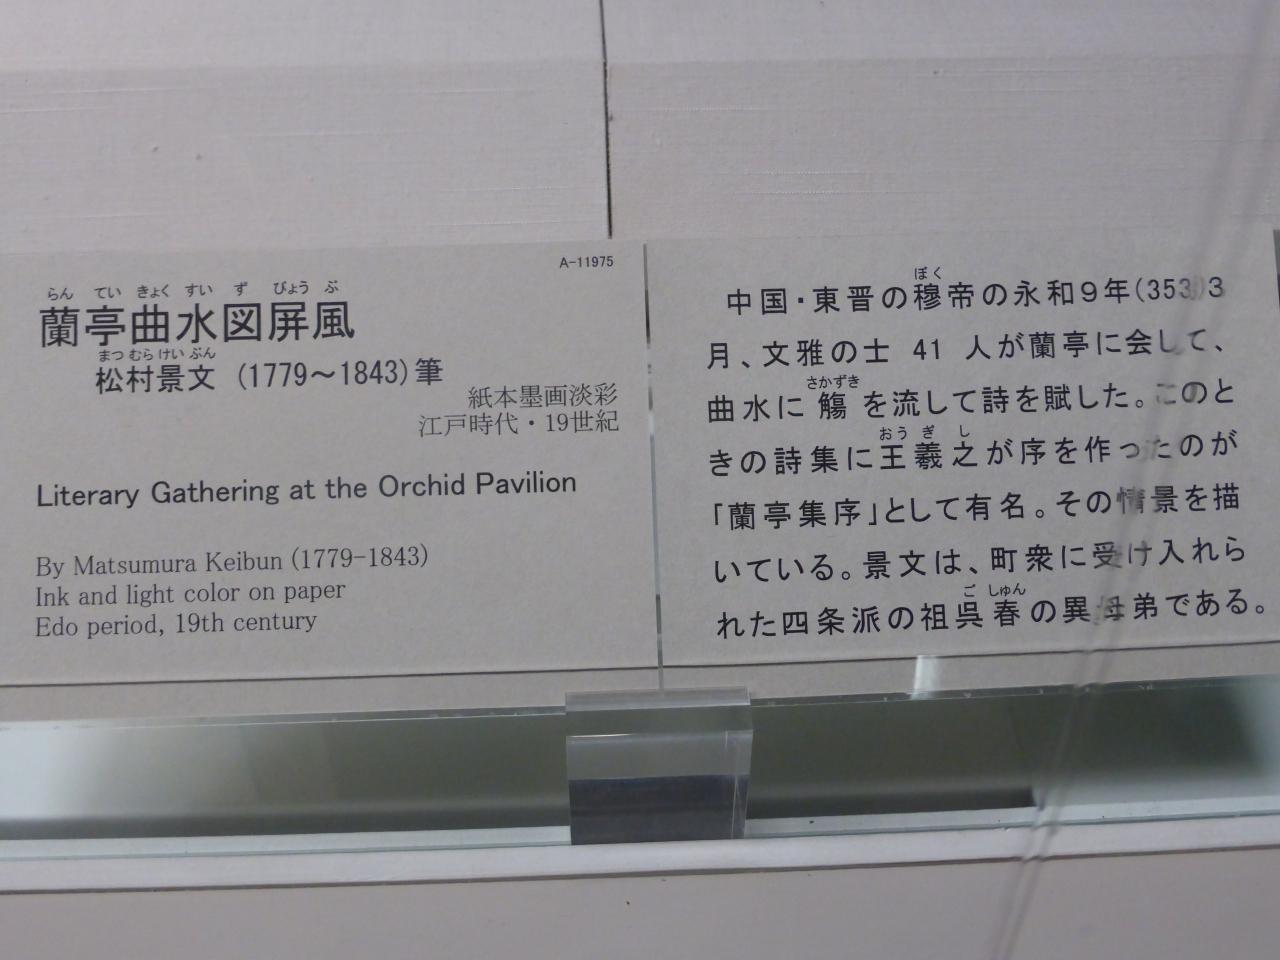 A-11975
らん てい きょく すい ず びょう ぶ
蘭亭曲水図屏風
まつ むら けい ぶん
松村景文 (1779～1843)筆
紙本墨画淡彩
江戸時代・19世紀
Literary Gathering at the Orchid Pavilion
By Matsumura Keibun (1779-1843)
Ink and light color on paper
Edo period, 19th century
ぼく
中国・東晋の穆帝の永和9年(353)3
月、文雅の士 41 人が蘭亭に会して、
さかずき
曲水に觴を流して詩を賦した。このと
おう ぎ し
きの詩集に王羲之が序を作ったのが
「蘭亭集序」として有名。その情景を描
いている。景文は、町衆に受け入れら
ご しゅん
れた四条派の祖呉春の異母弟である。